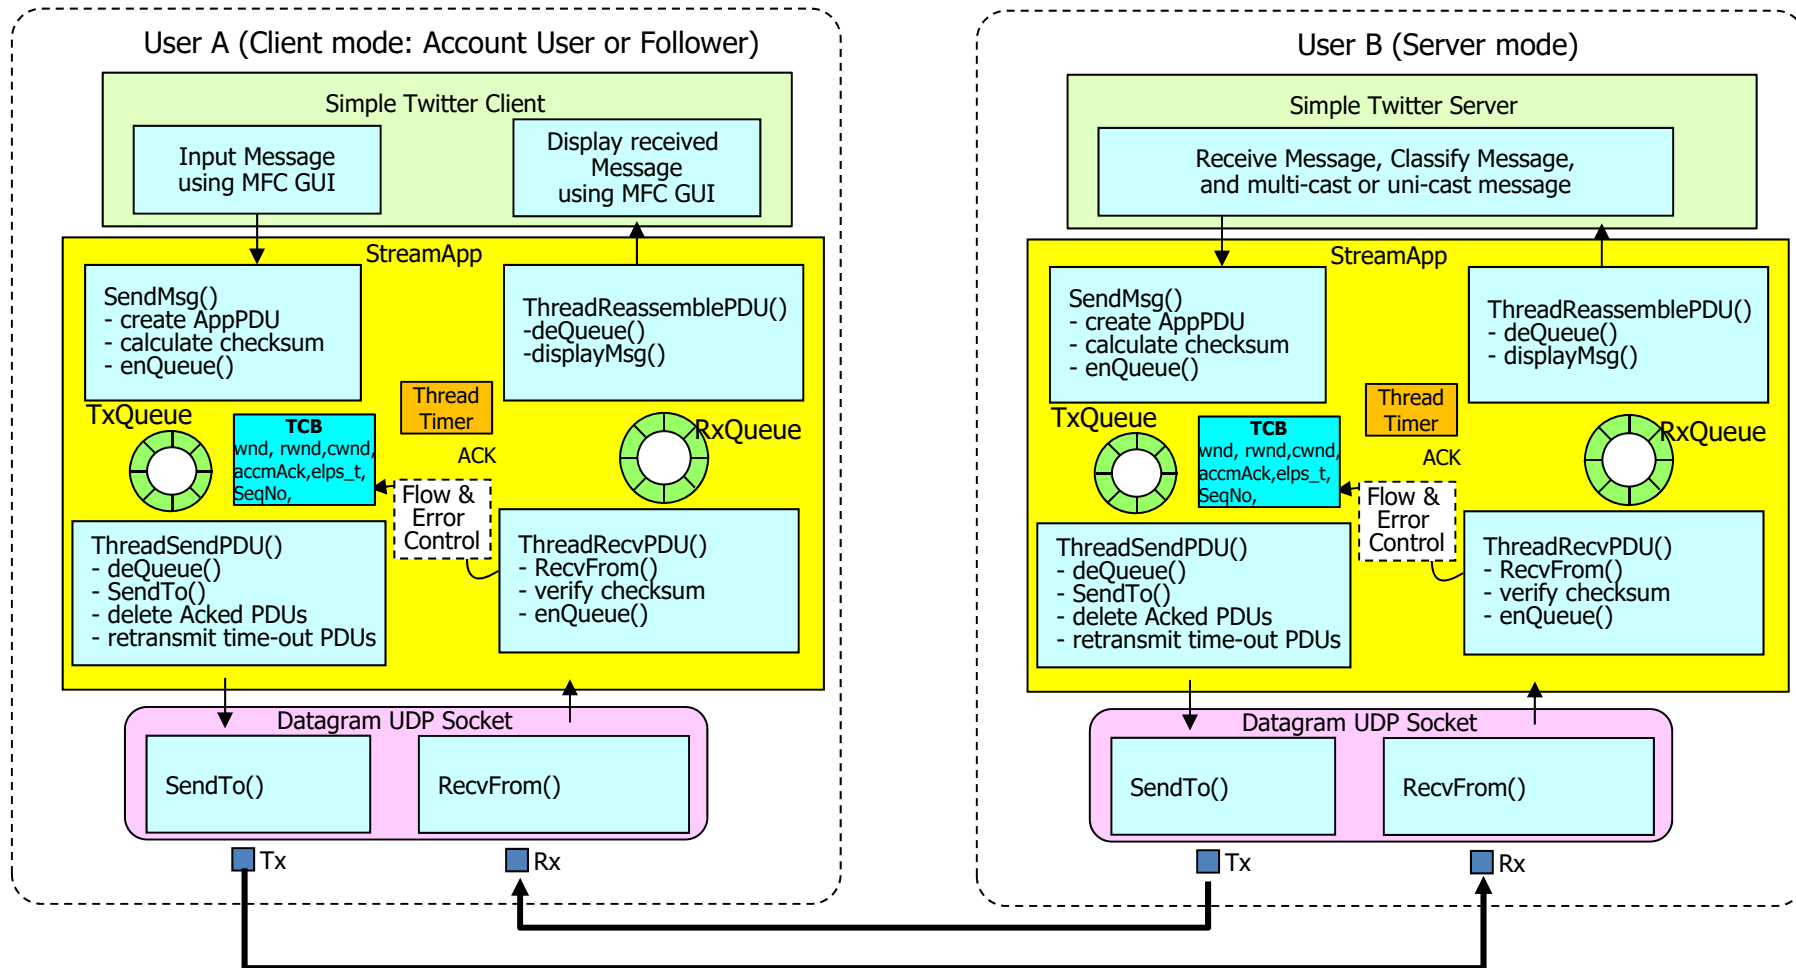 User A (Client mode: Account User or Follower)
Simple Twitter Client
Input Message
using MFC GUI
Display received
Message
using MFC GUI
StreamApp
SendMsg()
- create AppPDU
- calculate checksum
- enQueue()
ThreadReassemblePDU()
-deQueue()
-displayMsg()
Thread
Timer
TxQueue
TCB
wnd, rwnd,cwnd,
accmAck,elps_t,
SeqNo,
ACK
RxQueue
Flow &
Error
Control
ThreadSendPDU()
- deQueue()
- SendTo()
- delete Acked PDUs
- retransmit time-out PDUs
ThreadRecvPDU()
- RecvFrom()
- verify checksum
- enQueue()
Datagram UDP Socket
SendTo()
RecvFrom()
Tx
Rx
User B (Server mode)
Simple Twitter Server
Receive Message, Classify Message,
and multi-cast or uni-cast message
StreamApp
SendMsg()
- create AppPDU
- calculate checksum
- enQueue()
ThreadReassemblePDU()
- deQueue()
- displayMsg()
Thread
Timer
TxQueue
TCB
wnd, rwnd,cwnd,
accmAck,elps_t,
SeqNo,
ACK
RxQueue
Flow &
Error
Control
ThreadSendPDU()
- deQueue()
- SendTo()
- delete Acked PDUs
- retransmit time-out PDUs
ThreadRecvPDU()
- RecvFrom()
- verify checksum
- enQueue()
Datagram UDP Socket
SendTo()
RecvFrom()
Tx
Rx